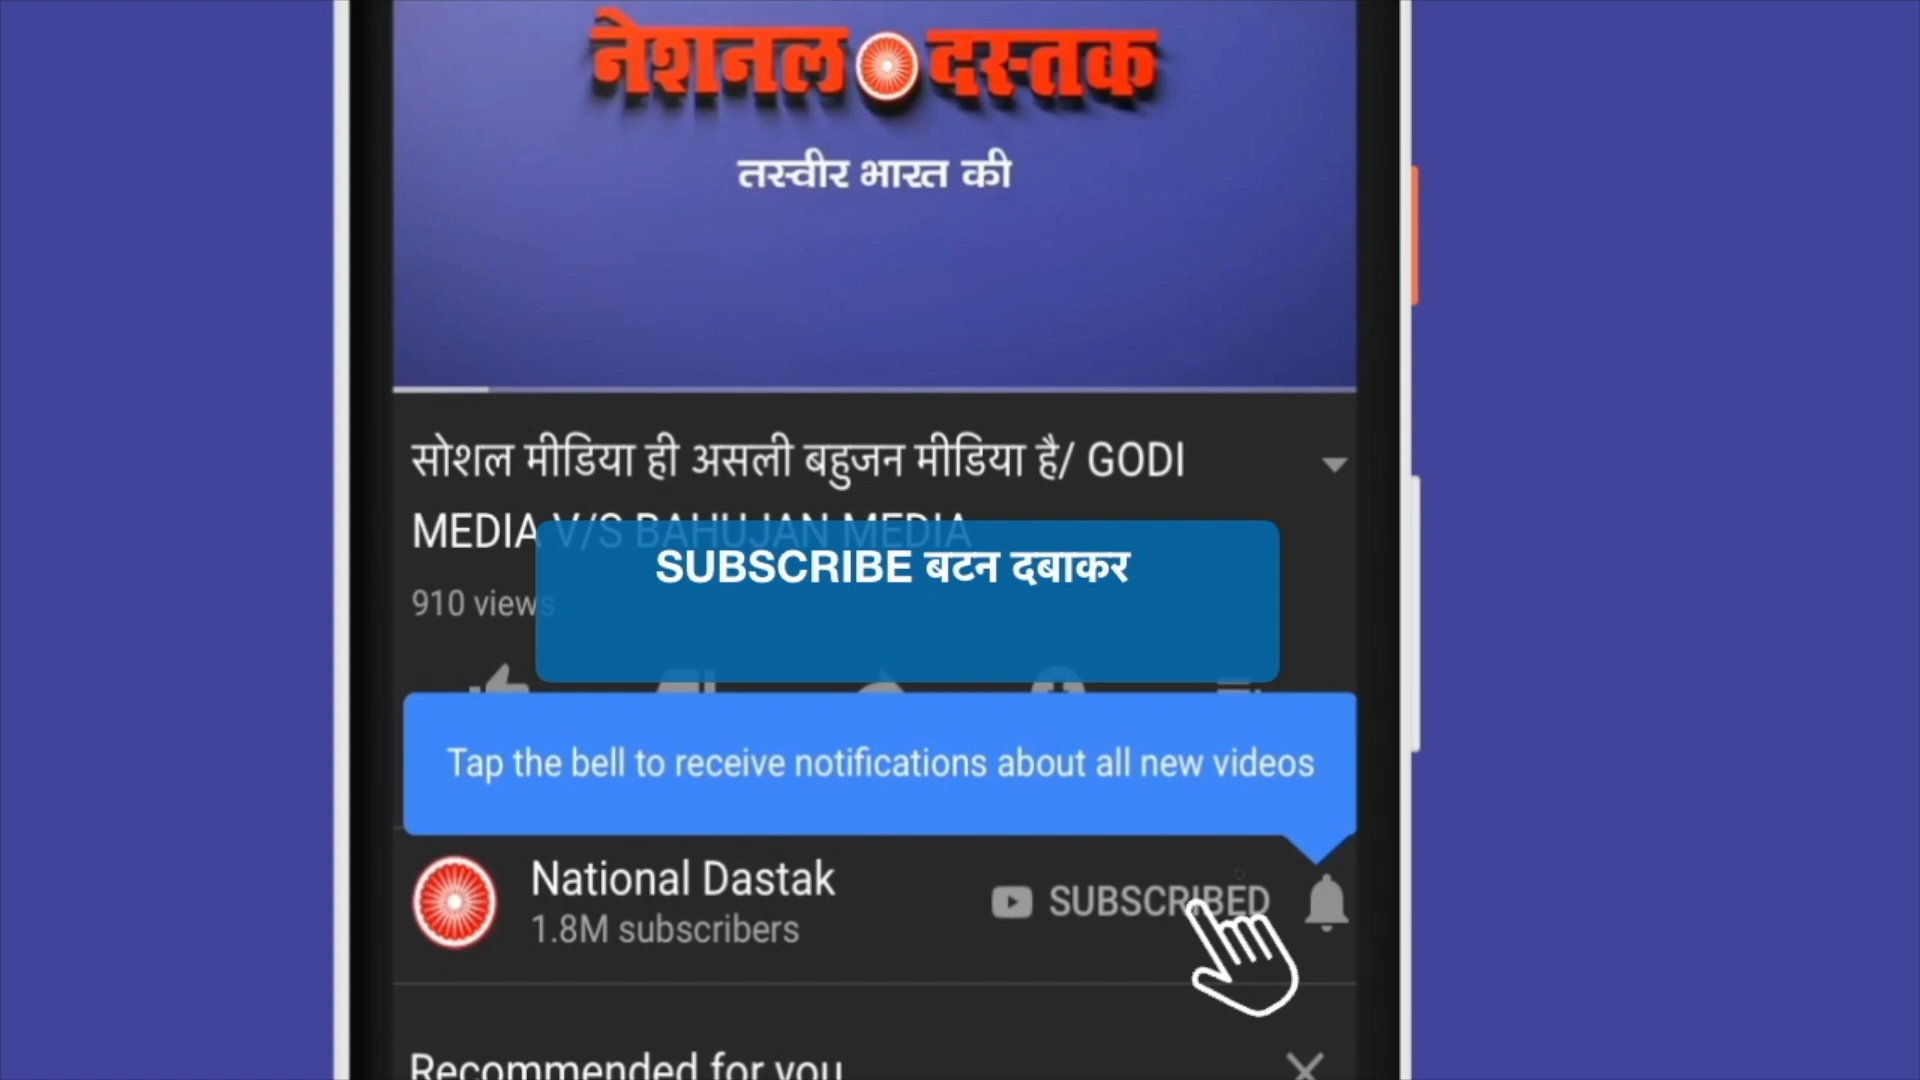 नेशनल दस्तक
तस्वीर भारत की
सोशल मीडिया ही असली बहुजन मीडिया है/ GODI
MEDIA V/S BAHUJAN MEDIA
SUBSCRIBE बटन दबाकर
910 views
Tap the bell to receive notifications about all new videos
National Dastak
SUBSCRIBED
1.8M subscribers
Recommended for you